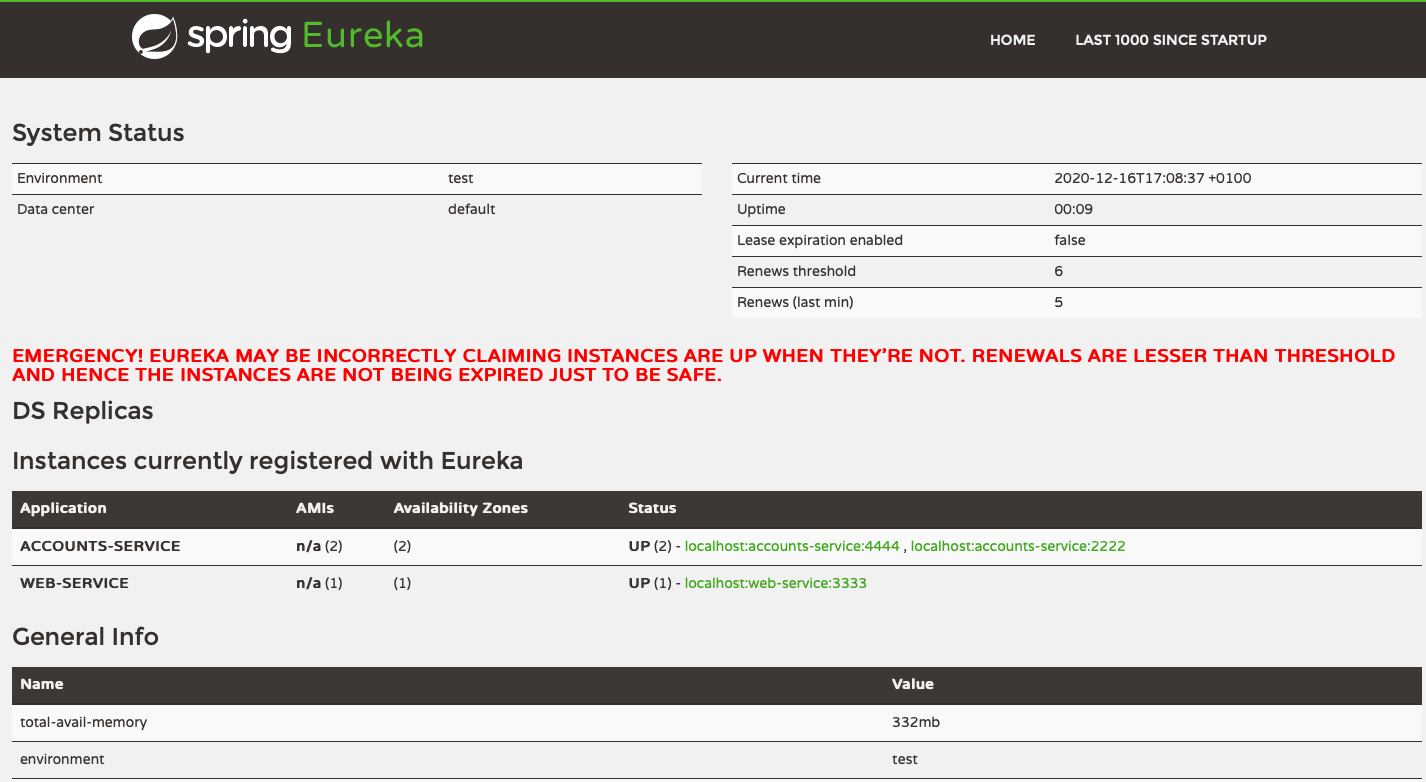 spring Eureka
HOME LAST 1000 SINCE STARTUP
System Status
Environment test
Data center default
Current time 2020-12-16T17:08:37 +0100
Uptime 00:09
Lease expiration enabled false
Renews threshold 6
Renews (last min) 5
EMERGENCY! EUREKA MAY BE INCORRECTLY CLAIMING INSTANCES ARE UP WHEN THEY’RE NOT. RENEWALS ARE LESSER THAN THRESHOLD
AND HENCE THE INSTANCES ARE NOT BEING EXPIRED JUST TO BE SAFE.
DS Replicas
Instances currently registered with Eureka
Application AMIs Availability Zones Status
ACCOUNTS-SERVICE n/a (2) (2) UP (2) - localhost:accounts-service:4444 , localhost:accounts-service:2222
WEB-SERVICE n/a (1) (1) UP (1) - localhost:web-service:3333
General Info
Name Value
total-avail-memory 332mb
environment test